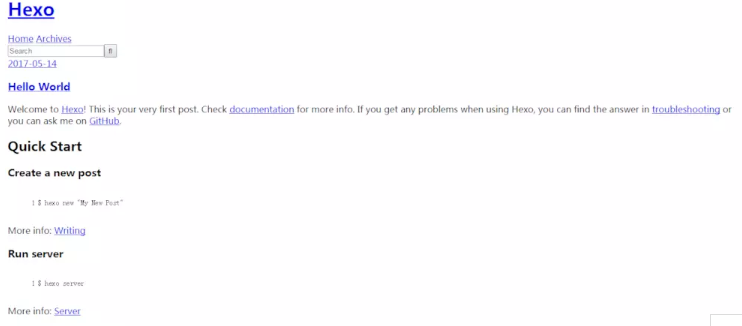 Hexo
Home Archives
Search
2017-05-14
Hello World
Welcome to Hexo! This is your very first post. Check documentation for more info. If you get any problems when using Hexo, you can find the answer in troubleshooting or
you can ask me on GitHub.
Quick Start
Create a new post
1 $ hexo new "My New Post"
More info: Writing
Run server
1 $ hexo server
More info: Server